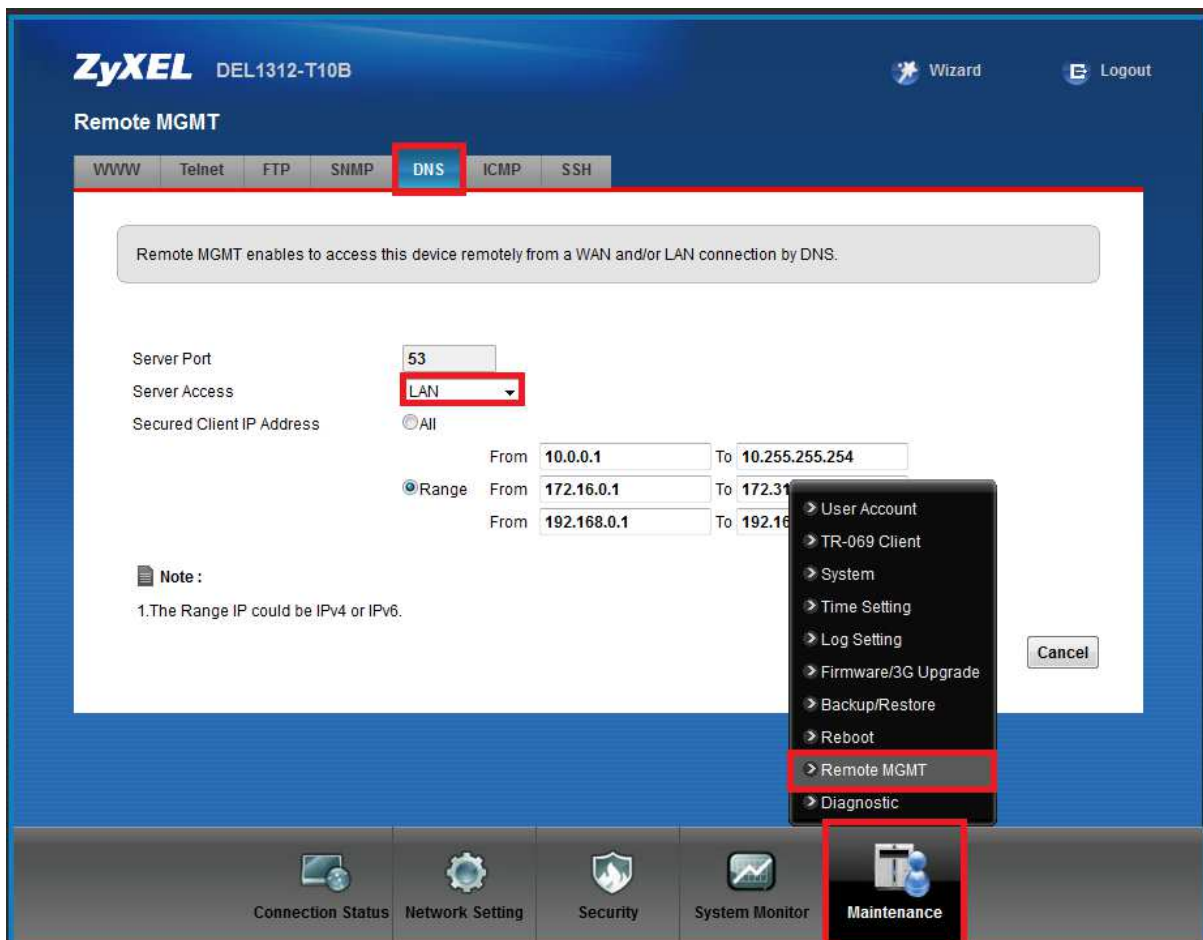 ZyXEL DEL1312-T10B
Wizard
Logout
Remote MGMT
WWW Telnet FTP SNMP DNS ICMP SSH
Remote MGMT enables to access this device remotely from a WAN and/or LAN connection by DNS.
Server Port 53
Server Access LAN
Secured Client IP Address All
From 10.0.0.1 To 10.255.255.254
Range From 172.16.0.1 To 172.31
From 192.168.0.1 To 192.16
Note :
1.The Range IP could be IPv4 or IPv6.
Cancel
User Account
TR-069 Client
System
Time Setting
Log Setting
Firmware/3G Upgrade
Backup/Restore
Reboot
Remote MGMT
Diagnostic
Connection Status Network Setting Security System Monitor Maintenance